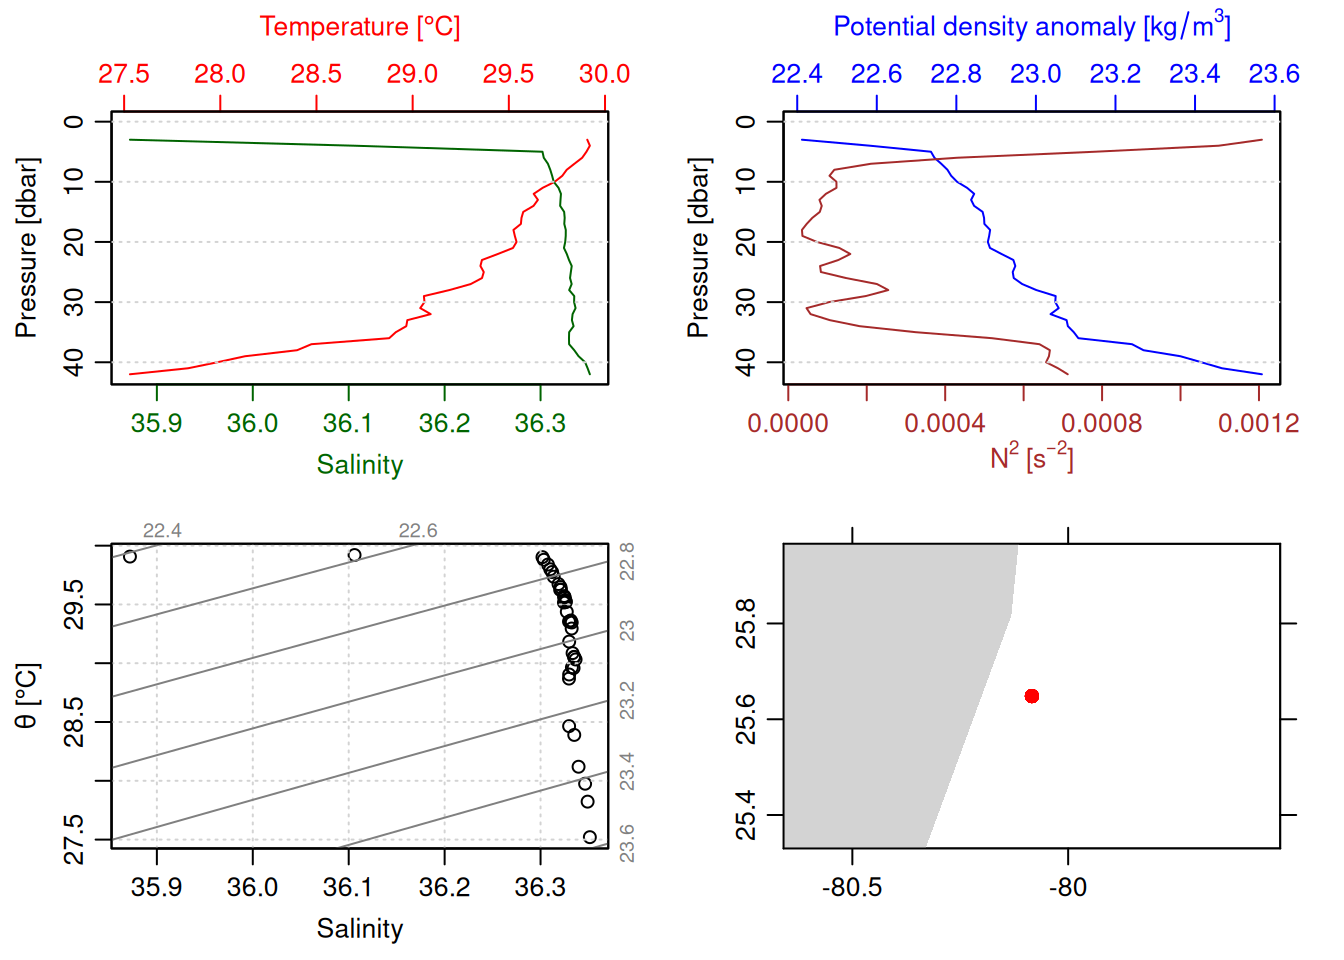 Temperature [°C]
27.5 28.0 28.5 29.0 29.5 30.0
Pressure [dbar]
0
10
20
30
40
35.9 36.0 36.1 36.2 36.3
Salinity
Potential density anomaly [kg/m³]
22.4 22.6 22.8 23.0 23.2 23.4 23.6
Pressure [dbar]
0
10
20
30
40
0.0000 0.0004 0.0008 0.0012
N² [s⁻²]
22.4 22.6
22.8
23
23.2
23.4
23.6
θ [°C]
29.5
28.5
27.5
35.9 36.0 36.1 36.2 36.3
Salinity
25.8
25.6
25.4
-80.5 -80